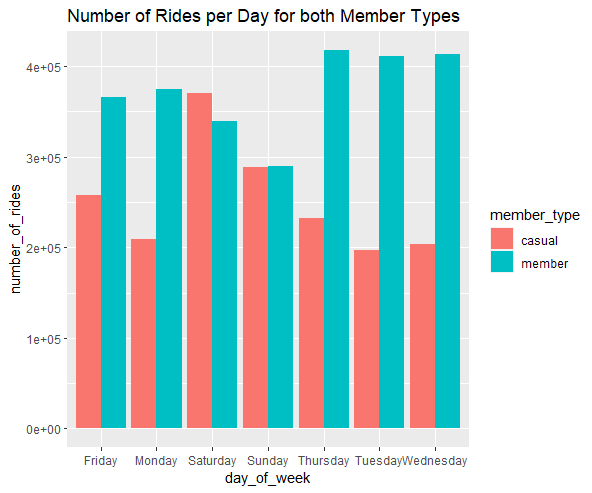 Number of Rides per Day for both Member Types
number_of_rides
4e+05
3e+05
2e+05
1e+05
0e+00
Friday Monday Saturday Sunday Thursday Tuesday Wednesday
day_of_week
member_type
casual
member